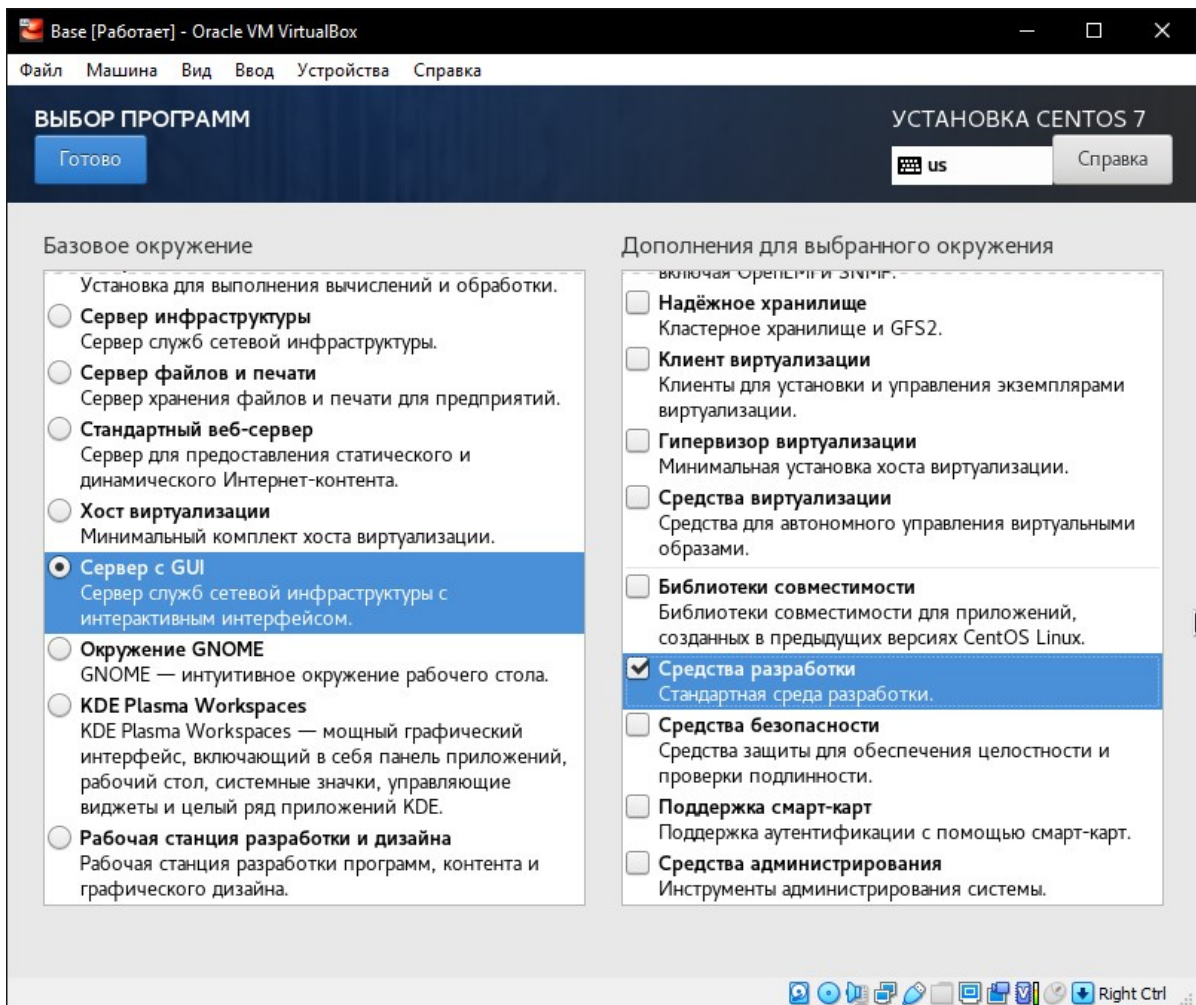 Base [Работает] - Oracle VM VirtualBox
Файл Машина Вид Ввод Устройства Справка
ВЫБОР ПРОГРАММ
УСТАНОВКА CENTOS 7
Готово
us
Справка
Базовое окружение
Установка для выполнения вычислений и обработки.
Сервер инфраструктуры
Сервер служб сетевой инфраструктуры.
Сервер файлов и печати
Сервер хранения файлов и печати для предприятий.
Стандартный веб-сервер
Сервер для предоставления статического и
динамического Интернет-контента.
Хост виртуализации
Минимальный комплект хоста виртуализации.
Сервер с GUI
Сервер служб сетевой инфраструктуры с
интерактивным интерфейсом.
Окружение GNOME
GNOME — интуитивное окружение рабочего стола.
KDE Plasma Workspaces
KDE Plasma Workspaces — мощный графический
интерфейс, включающий в себя панель приложений,
рабочий стол, системные значки, управляющие
виджеты и целый ряд приложений KDE.
Рабочая станция разработки и дизайна
Рабочая станция разработки программ, контента и
графического дизайна.
Дополнения для выбранного окружения
включая OpenEMI и SNMP.
Надёжное хранилище
Кластерное хранилище и GFS2.
Клиент виртуализации
Клиенты для установки и управления экземплярами
виртуализации.
Гипервизор виртуализации
Минимальная установка хоста виртуализации.
Средства виртуализации
Средства для автономного управления виртуальными
образами.
Библиотеки совместимости
Библиотеки совместимости для приложений,
созданных в предыдущих версиях CentOS Linux.
Средства разработки
Стандартная среда разработки.
Средства безопасности
Средства защиты для обеспечения целостности и
проверки подлинности.
Поддержка смарт-карт
Поддержка аутентификации с помощью смарт-карт.
Средства администрирования
Инструменты администрирования системы.
Right Ctrl